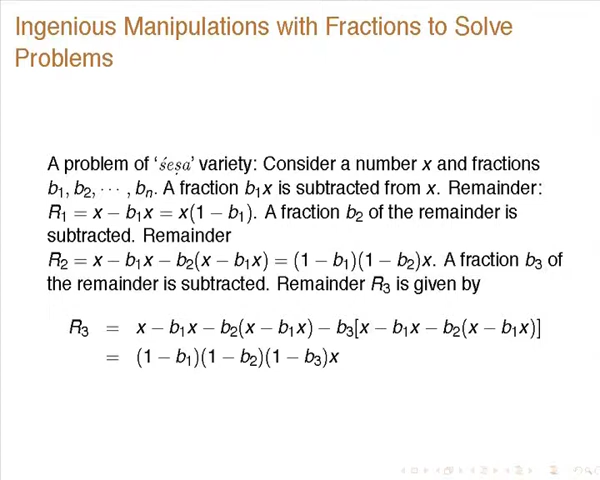 Ingenious Manipulations with Fractions to Solve
Problems
A problem of ‘śeṣa’ variety: Consider a number x and fractions
b₁, b₂, ⋯ , bₙ. A fraction b₁x is subtracted from x. Remainder:
R₁ = x − b₁x = x(1 − b₁). A fraction b₂ of the remainder is
subtracted. Remainder
R₂ = x − b₁x − b₂(x − b₁x) = (1 − b₁)(1 − b₂)x. A fraction b₃ of
the remainder is subtracted. Remainder R₃ is given by
R₃ = x − b₁x − b₂(x − b₁x) − b₃[x − b₁x − b₂(x − b₁x)]
= (1 − b₁)(1 − b₂)(1 − b₃)x